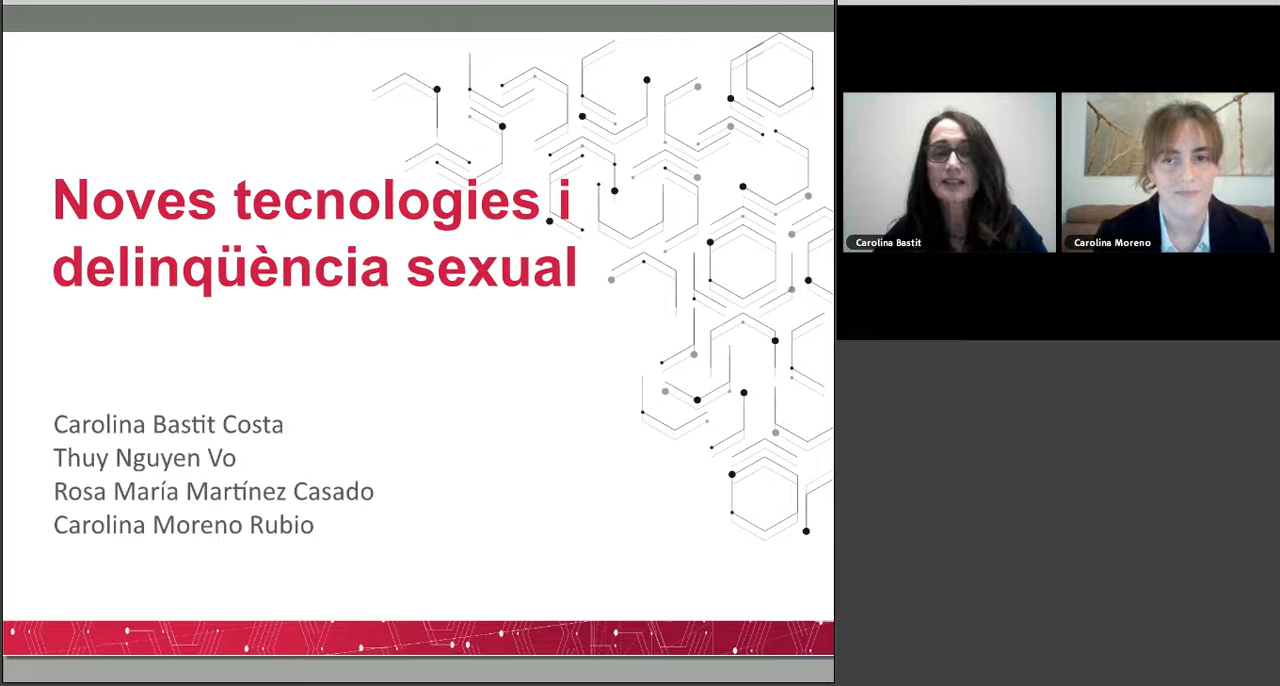 Noves tecnologies i
delinqüència sexual
Carolina Bastit Costa
Thuy Nguyen Vo
Rosa María Martínez Casado
Carolina Moreno Rubio
Carolina Bastit
Carolina Moreno